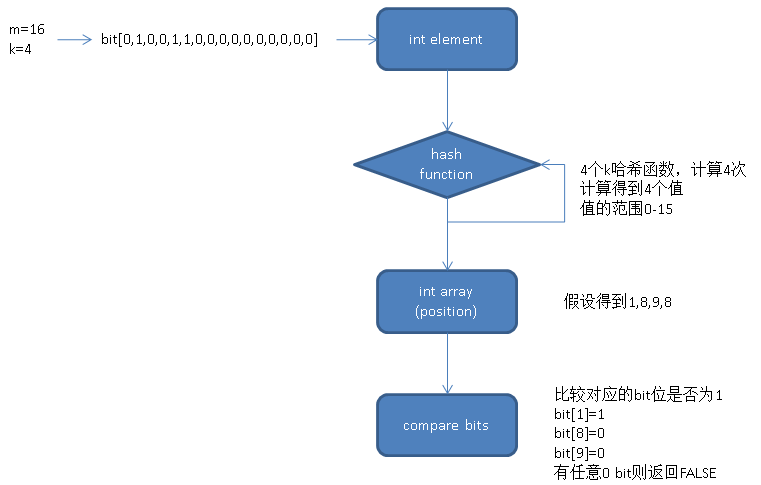 m=16
k=4
bit[0,1,0,0,1,1,0,0,0,0,0,0,0,0,0,0]
int element
hash
function
4个k哈希函数，计算4次
计算得到4个值
值的范围0-15
int array
(position)
假设得到1,8,9,8
compare bits
比较对应的bit位是否为1
bit[1]=1
bit[8]=0
bit[9]=0
有任意0 bit则返回FALSE